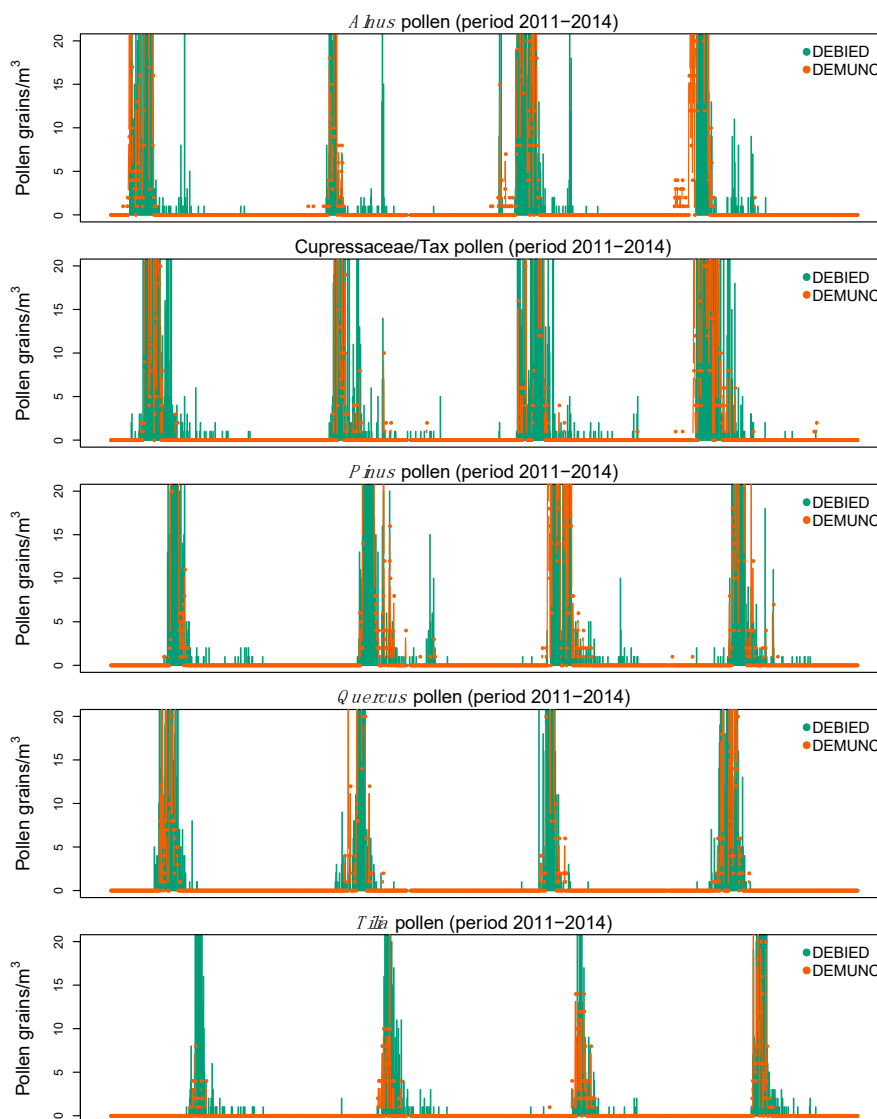 Alnus pollen (period 2011−2014)
Pollen grains/m³
20
15
10
5
0
DEBIED
DEMUNC
Cupressaceae/Tax pollen (period 2011−2014)
20
15
10
5
0
DEBIED
DEMUNC
Pinus pollen (period 2011−2014)
Pollen grains/m³
20
15
10
5
0
DEBIED
DEMUNC
Quercus pollen (period 2011−2014)
Pollen grains/m³
20
15
10
5
0
DEBIED
DEMUNC
Tilia pollen (period 2011−2014)
Pollen grains/m³
20
15
10
5
0
DEBIED
DEMUNC